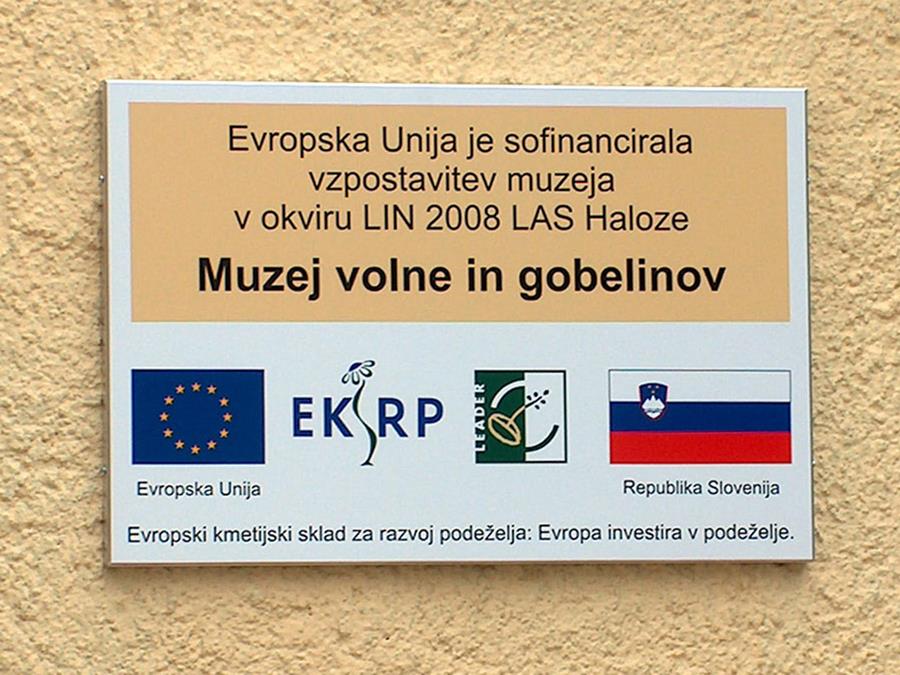 Evropska Unija je sofinancirala
vzpostavitev muzeja
v okviru LIN 2008 LAS Haloze
Muzej volne in gobelinov
EKSRP
LEADER
Evropska Unija
Republika Slovenija
Evropski kmetijski sklad za razvoj podeželja: Evropa investira v podeželje.